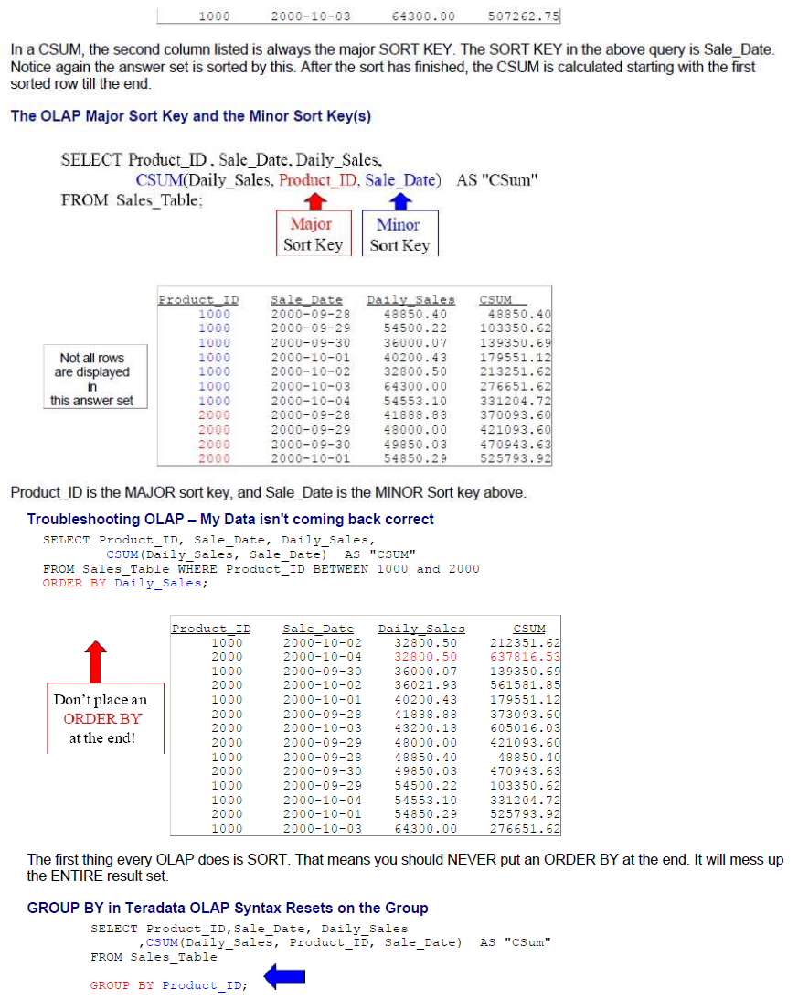 1000 2000-10-03 64300.00 507262.75
In a CSUM, the second column listed is always the major SORT KEY. The SORT KEY in the above query is Sale_Date.
Notice again the answer set is sorted by this. After the sort has finished, the CSUM is calculated starting with the first
sorted row till the end.
The OLAP Major Sort Key and the Minor Sort Key(s)
SELECT Product_ID , Sale_Date, Daily_Sales,
CSUM(Daily_Sales, Product_ID, Sale_Date) AS "CSum"
FROM Sales_Table;
Major Minor
Sort Key Sort Key
Product_ID Sale_Date Daily_Sales CSUM
1000 2000-09-28 48850.40 48850.40
1000 2000-09-29 54500.22 103350.62
1000 2000-09-30 36000.07 139350.69
Not all rows
are displayed
in
this answer set
1000 2000-10-01 40200.43 179551.12
1000 2000-10-02 32800.50 213251.62
1000 2000-10-03 64300.00 276651.62
1000 2000-10-04 54553.10 331204.72
2000 2000-09-28 41888.88 370093.60
2000 2000-09-29 48000.00 421093.60
2000 2000-09-30 49850.03 470943.63
2000 2000-10-01 54850.29 525793.92
Product_ID is the MAJOR sort key, and Sale_Date is the MINOR Sort key above.
Troubleshooting OLAP – My Data isn't coming back correct
SELECT Product_ID, Sale_Date, Daily_Sales,
CSUM(Daily_Sales, Sale_Date) AS "CSUM"
FROM Sales_Table WHERE Product_ID BETWEEN 1000 and 2000
ORDER BY Daily_Sales;
Product_ID Sale_Date Daily_Sales CSUM
1000 2000-10-02 32800.50 212351.62
2000 2000-10-04 32800.50 637816.53
1000 2000-09-30 36000.07 139350.69
2000 2000-10-02 36021.93 561581.85
Don't place an
ORDER BY
at the end!
1000 2000-10-01 40200.43 179551.12
2000 2000-09-28 41888.88 373093.60
2000 2000-10-03 43200.18 605016.03
2000 2000-09-29 48000.00 421093.60
1000 2000-09-28 48850.40 48850.40
2000 2000-09-30 49850.03 470943.63
1000 2000-09-29 54500.22 103350.62
1000 2000-10-04 54553.10 331204.72
2000 2000-10-01 54850.29 525793.92
1000 2000-10-03 64300.00 276651.62
The first thing every OLAP does is SORT. That means you should NEVER put an ORDER BY at the end. It will mess up
the ENTIRE result set.
GROUP BY in Teradata OLAP Syntax Resets on the Group
SELECT Product_ID,Sale_Date, Daily_Sales
,CSUM(Daily_Sales, Product_ID, Sale_Date) AS "CSum"
FROM Sales_Table
GROUP BY Product_ID;